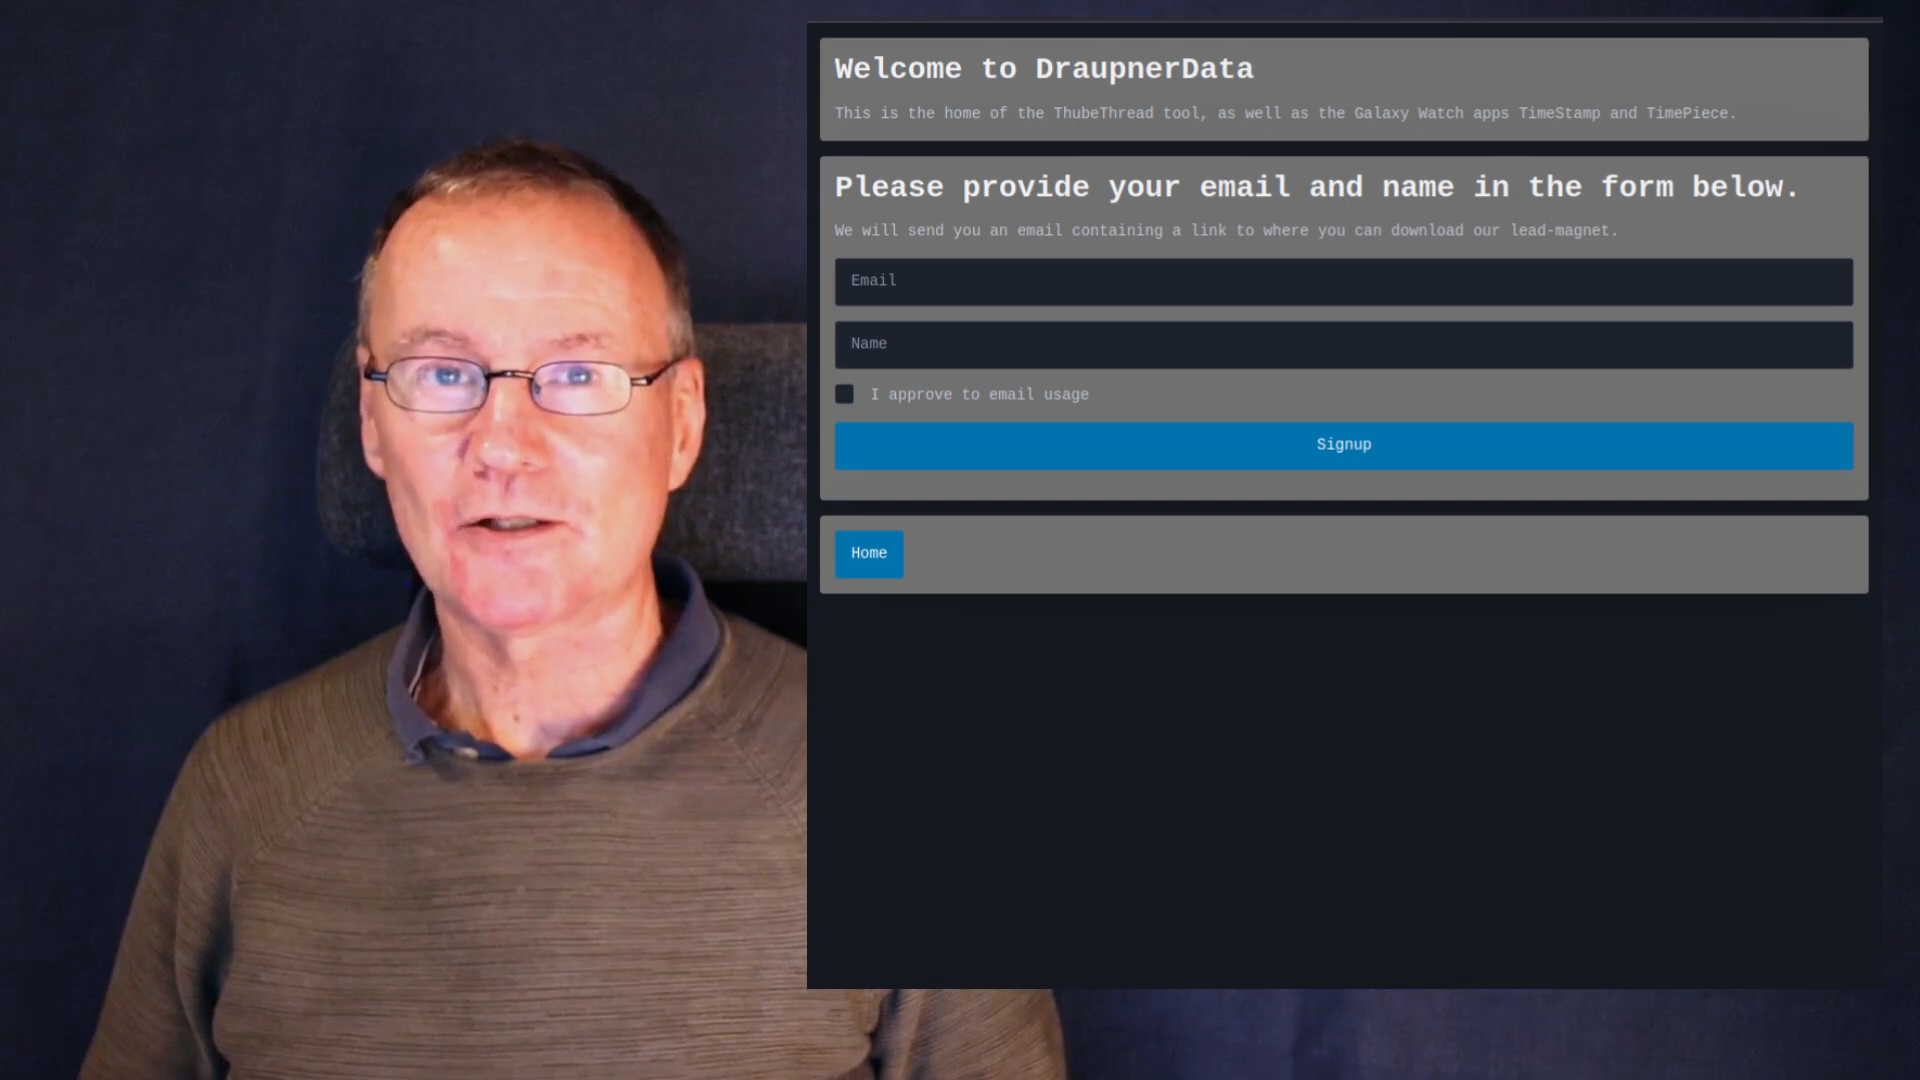 Welcome to DraupnerData
This is the home of the ThubeThread tool, as well as the Galaxy Watch apps TimeStamp and TimePiece.
Please provide your email and name in the form below.
We will send you an email containing a link to where you can download our lead-magnet.
Email
Name
I approve to email usage
Signup
Home